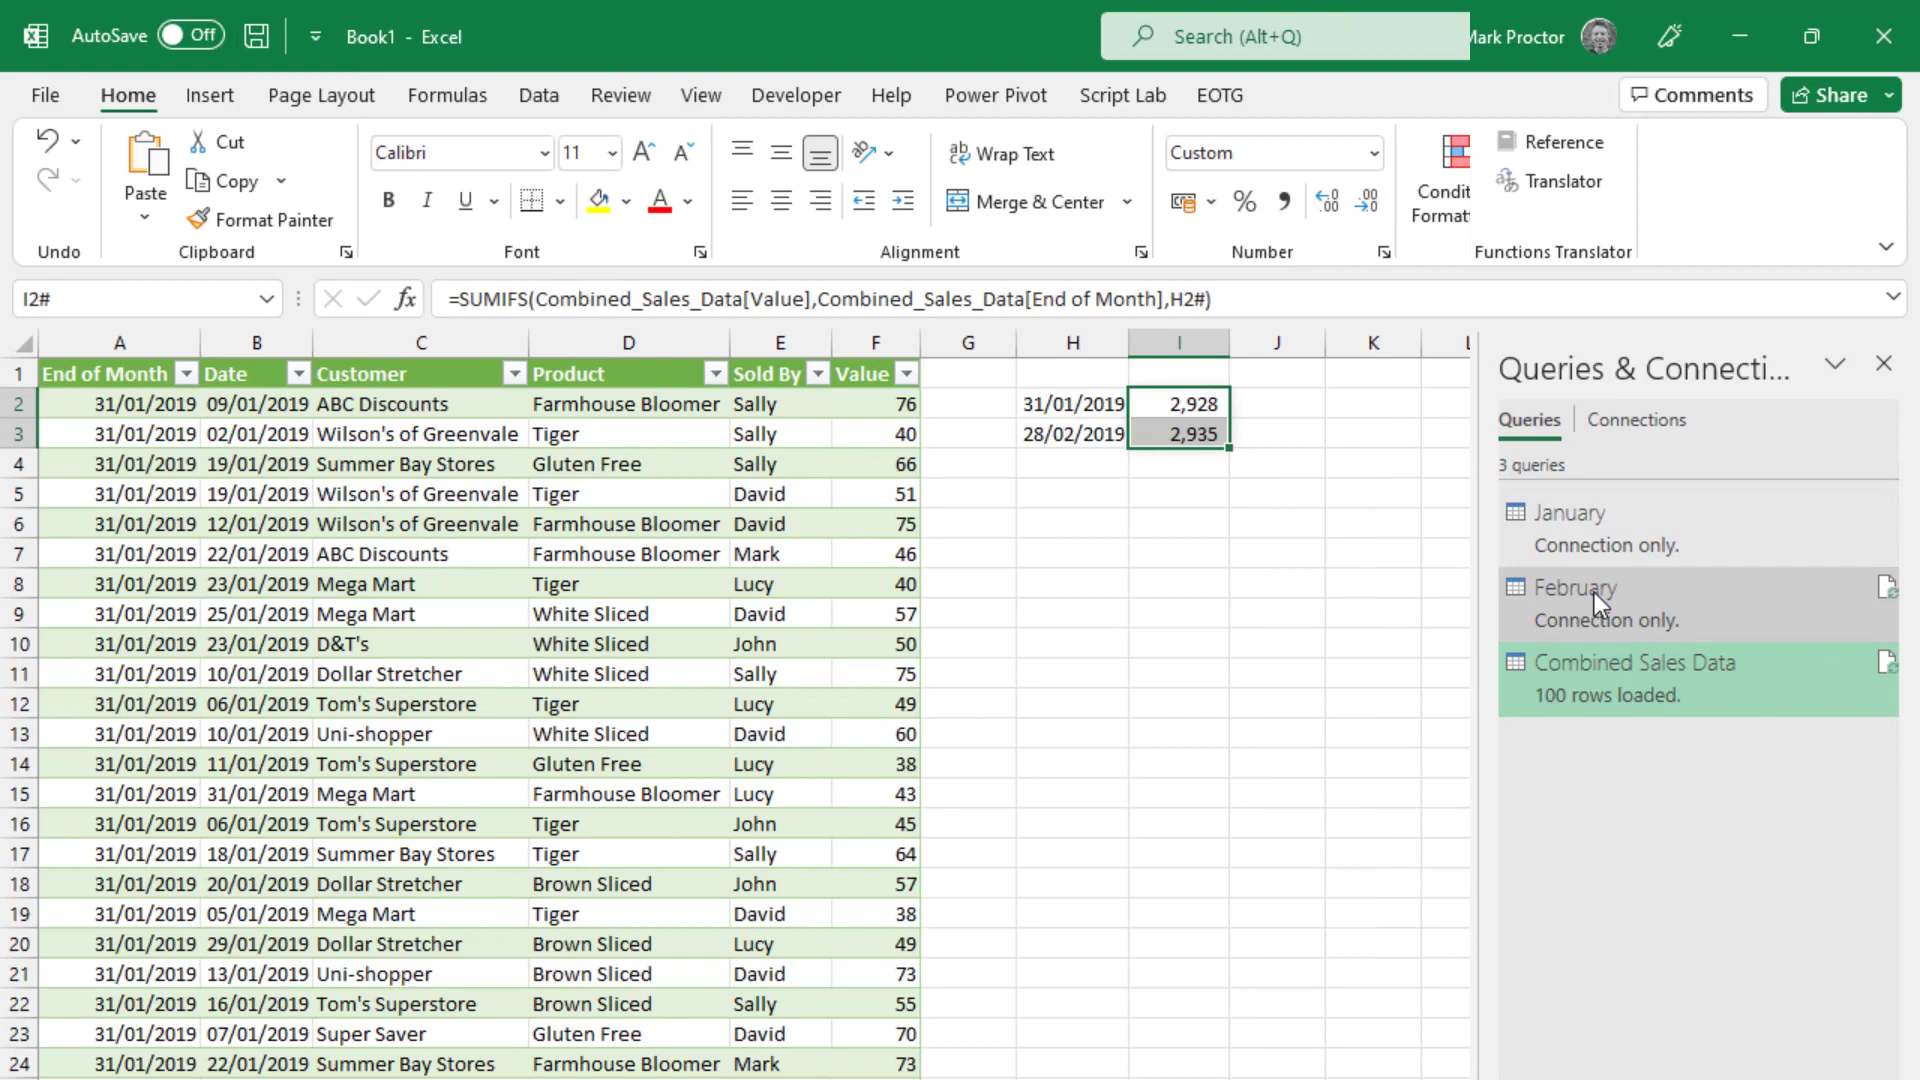 AutoSave Off Book1 - Excel Search (Alt+Q) Mark Proctor
File Home Insert Page Layout Formulas Data Review View Developer Help Power Pivot Script Lab EOTG Comments Share
Cut Calibri 11 Wrap Text Custom Reference
Paste Copy B I U Merge & Center % Condit Translator
Format Painter Format
Undo Clipboard Font Alignment Number Functions Translator
I2# fx =SUMIFS(Combined_Sales_Data[Value],Combined_Sales_Data[End of Month],H2#)
A B C D E F G H I J K L
1 End of Month Date Customer Product Sold By Value
2 31/01/2019 09/01/2019 ABC Discounts Farmhouse Bloomer Sally 76 31/01/2019 2,928
3 31/01/2019 02/01/2019 Wilson's of Greenvale Tiger Sally 40 28/02/2019 2,935
4 31/01/2019 19/01/2019 Summer Bay Stores Gluten Free Sally 66
5 31/01/2019 19/01/2019 Wilson's of Greenvale Tiger David 51
6 31/01/2019 12/01/2019 Wilson's of Greenvale Farmhouse Bloomer David 75
7 31/01/2019 22/01/2019 ABC Discounts Farmhouse Bloomer Mark 46
8 31/01/2019 23/01/2019 Mega Mart Tiger Lucy 40
9 31/01/2019 25/01/2019 Mega Mart White Sliced David 57
10 31/01/2019 23/01/2019 D&T's White Sliced John 50
11 31/01/2019 10/01/2019 Dollar Stretcher White Sliced Sally 75
12 31/01/2019 06/01/2019 Tom's Superstore Tiger Lucy 49
13 31/01/2019 10/01/2019 Uni-shopper White Sliced David 60
14 31/01/2019 11/01/2019 Tom's Superstore Gluten Free Lucy 38
15 31/01/2019 31/01/2019 Mega Mart Farmhouse Bloomer Lucy 43
16 31/01/2019 06/01/2019 Tom's Superstore Tiger John 45
17 31/01/2019 18/01/2019 Summer Bay Stores Tiger Sally 64
18 31/01/2019 20/01/2019 Dollar Stretcher Brown Sliced John 57
19 31/01/2019 05/01/2019 Mega Mart Tiger David 38
20 31/01/2019 29/01/2019 Dollar Stretcher Brown Sliced Lucy 49
21 31/01/2019 13/01/2019 Uni-shopper Brown Sliced David 73
22 31/01/2019 16/01/2019 Tom's Superstore Brown Sliced Sally 55
23 31/01/2019 07/01/2019 Super Saver Gluten Free David 70
24 31/01/2019 22/01/2019 Summer Bay Stores Farmhouse Bloomer Mark 73
Queries & Connecti...
Queries Connections
3 queries
January
Connection only.
February
Connection only.
Combined Sales Data
100 rows loaded.